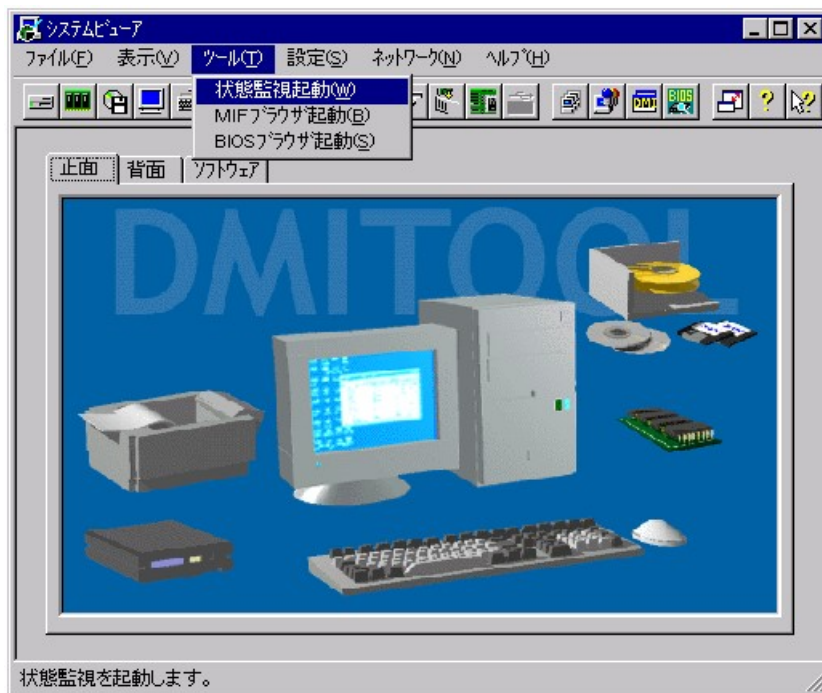 システムビューア
ファイル(F) 表示(V) ツール(T) 設定(S) ネットワーク(N) ヘルプ(H)
状態監視起動(W)
MIFブラウザ起動(B)
BIOSブラウザ起動(S)
DMI
BIOS
正面 背面 ソフトウェア
DMITOOL
状態監視を起動します。